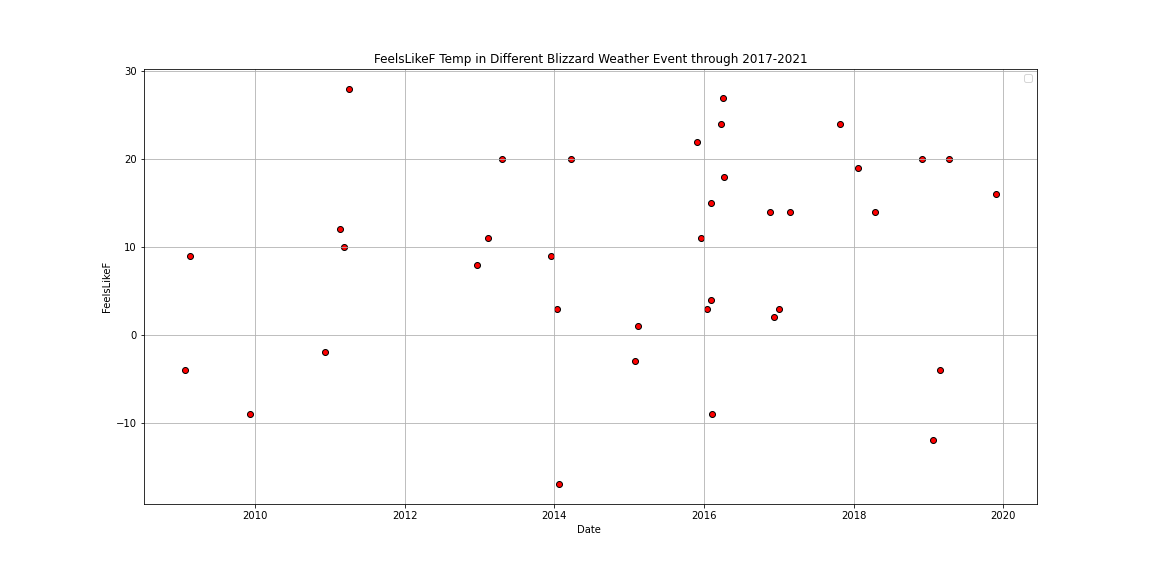 FeelsLikeF Temp in Different Blizzard Weather Event through 2017-2021
30
20
10
0
−10
FeelsLikeF
2010 2012 2014 2016 2018 2020
Date